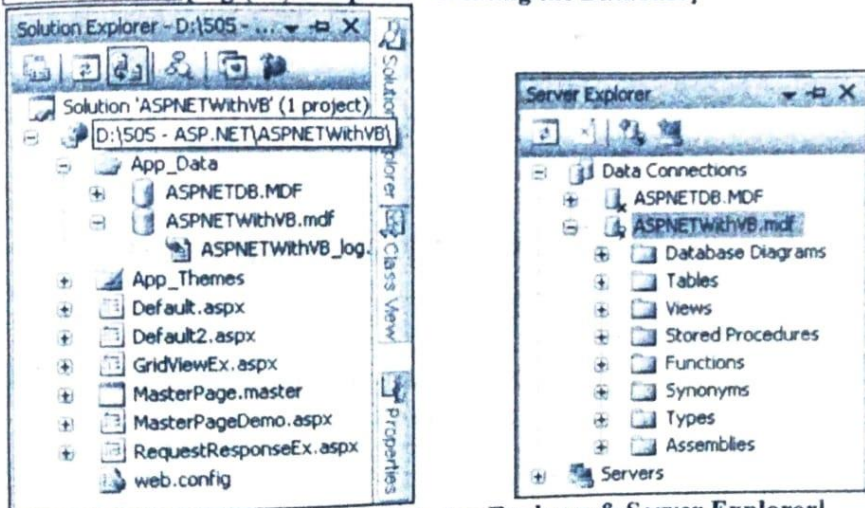 Solution Explorer - D:\505 - ...
Solution 'ASPNETWithVB' (1 project)
D:\505 - ASP.NET\ASPNETWithVB\
App_Data
ASPNETDB.MDF
ASPNETWithVB.mdf
ASPNETWithVB_log.
App_Themes
Default.aspx
Default2.aspx
GridViewEx.aspx
MasterPage.master
MasterPageDemo.aspx
RequestResponseEx.aspx
web.config
Solution Explorer
Class View
Properties
Server Explorer
Data Connections
ASPNETDB.MDF
ASPNETWithVB.mdf
Database Diagrams
Tables
Views
Stored Procedures
Functions
Synonyms
Types
Assemblies
Servers
& Server Explorer]